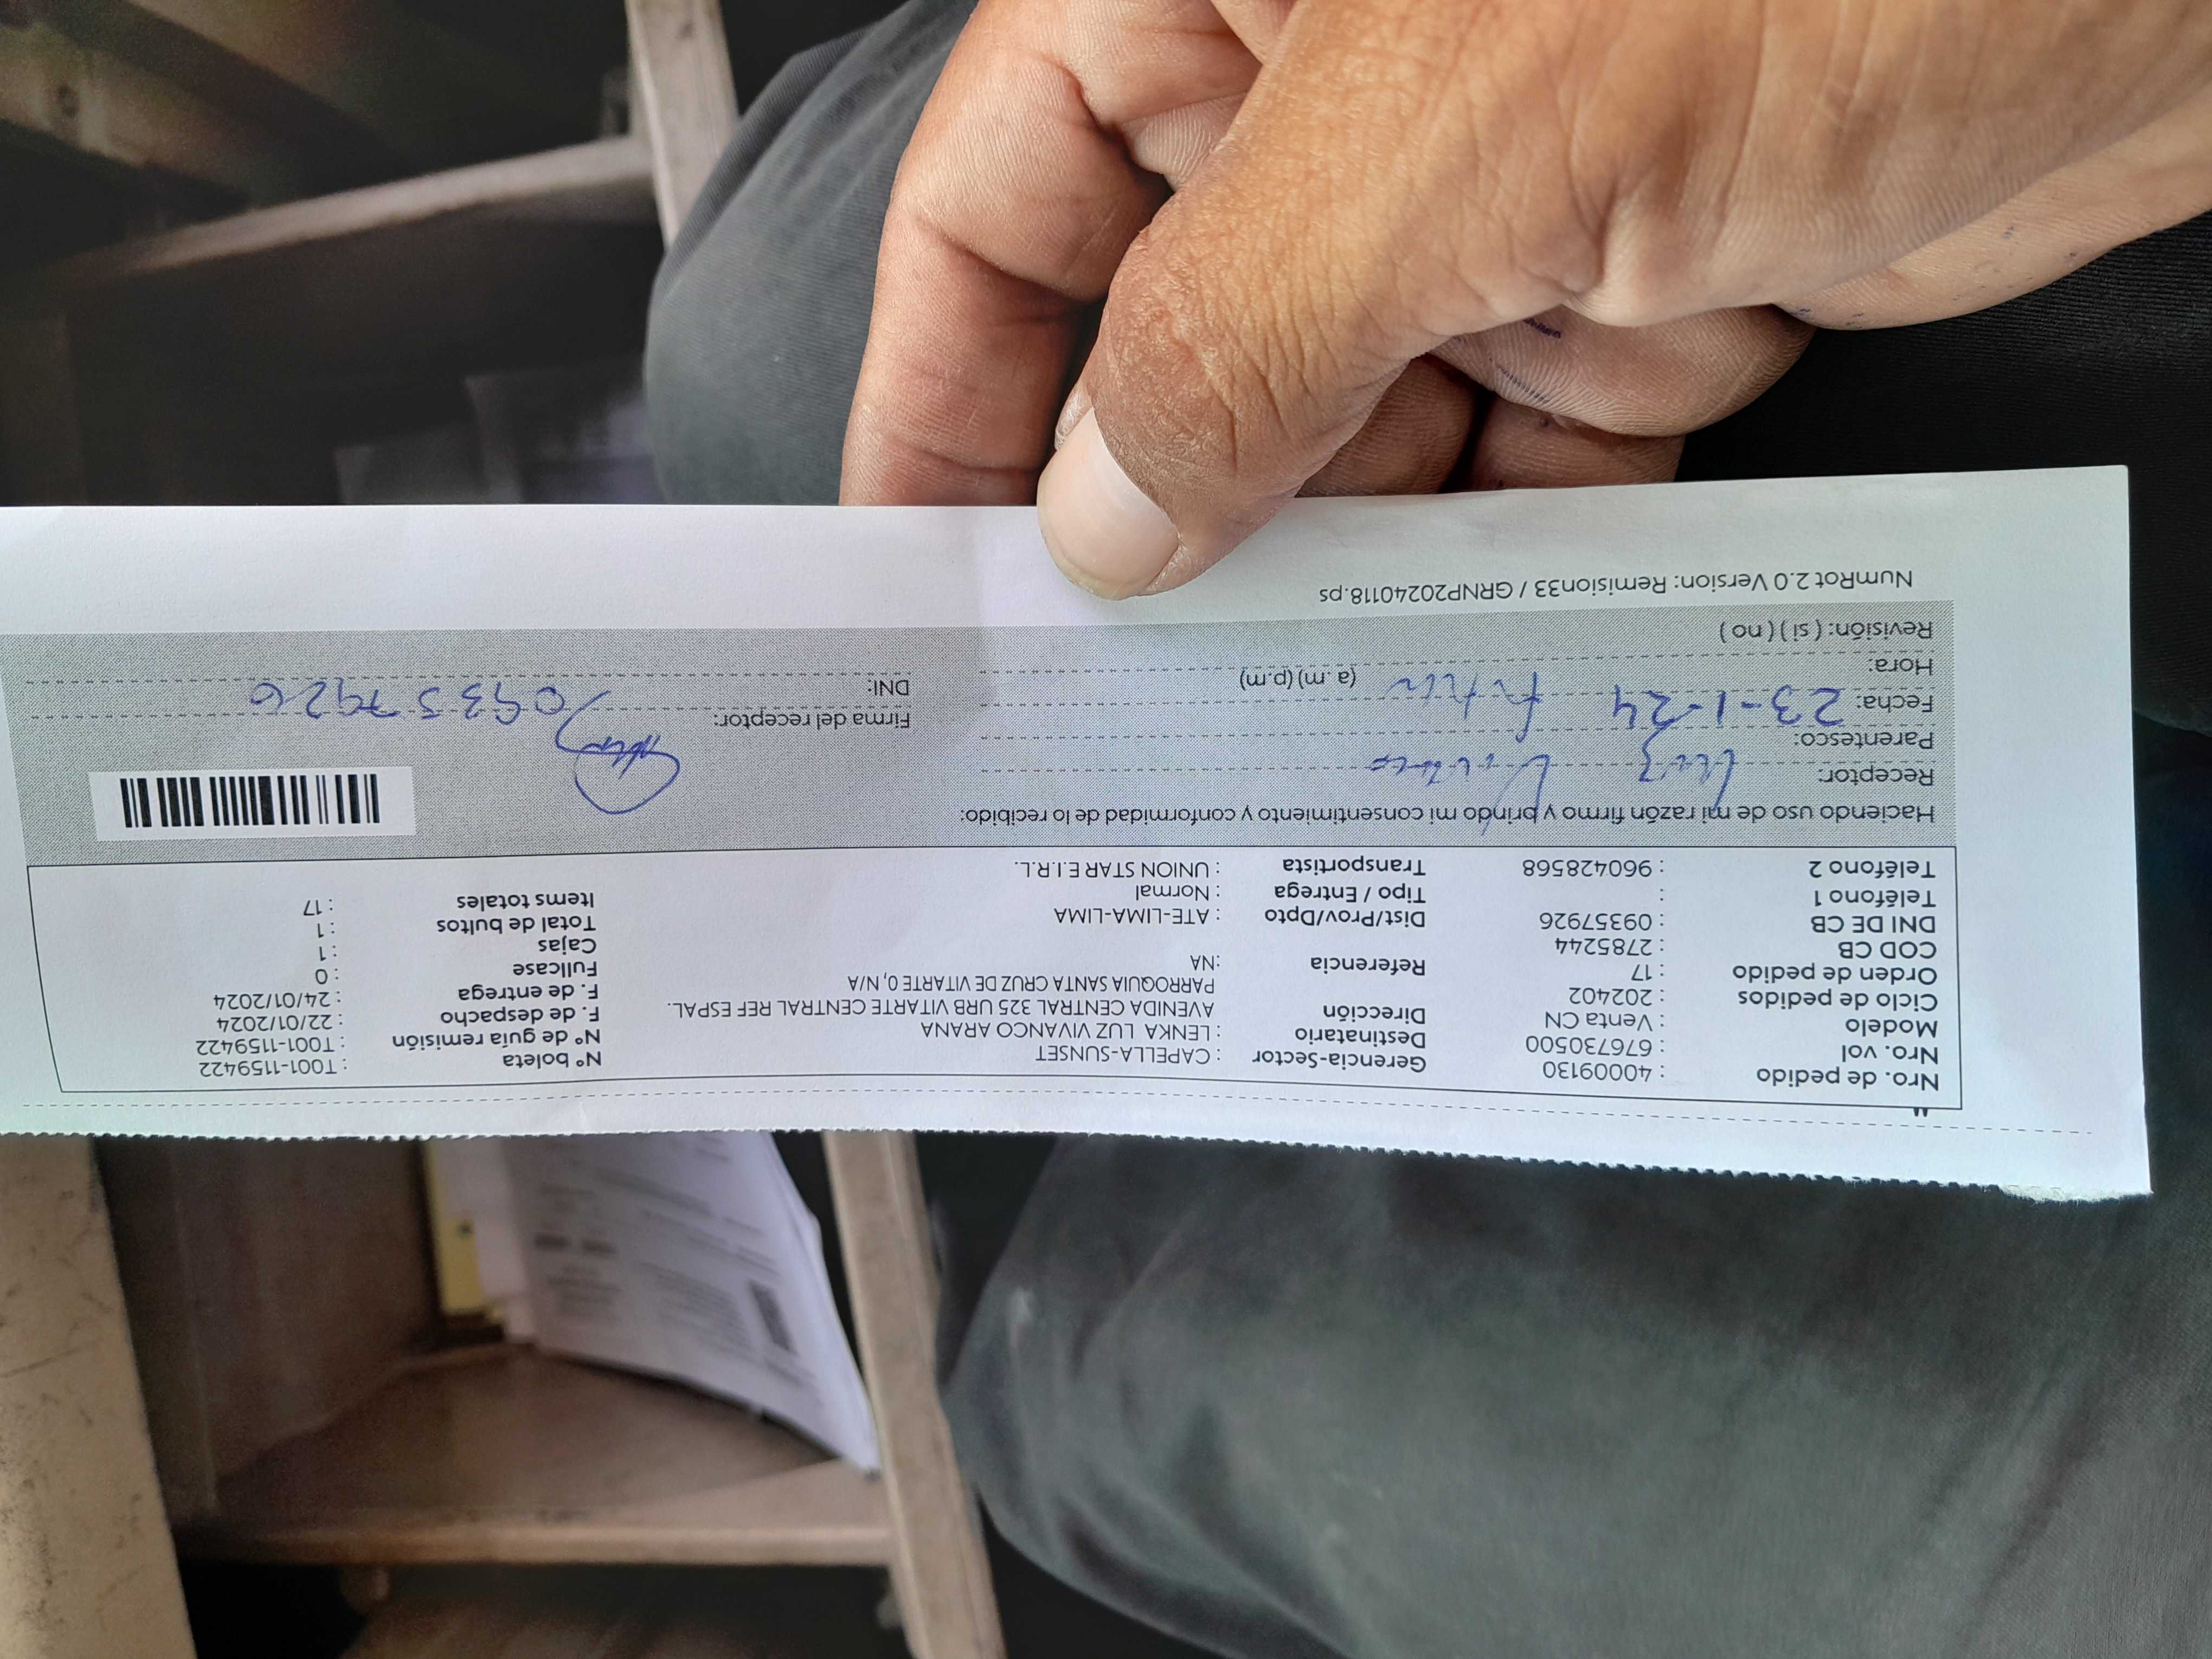 Nro. de pedido : 40009130 Gerencia-Sector : CAPELLA-SUNSET Nº boleta : T001-1159422
Nro. vol : 676730500 Destinatario : LENKA LUZ VIVANCO ARANA Nº de guía remisión : T001-1159422
Modelo : Venta CN Dirección AVENIDA CENTRAL 325 URB VITARTE CENTRAL REF ESPAL. F. de despacho : 22/01/2024
Ciclo de pedidos : 202402 PARROQUIA SANTA CRUZ DE VITARTE 0, N/A F. de entrega : 24/01/2024
Orden de pedido : 17 Referencia :NA Fullcase : 0
COD CB : 2785244 Cajas : 1
DNI DE CB : 09357926 Dist/Prov/Dpto : ATE-LIMA-LIMA Total de bultos : 1
Teléfono 1 : Tipo / Entrega : Normal Items totales : 17
Teléfono 2 : 960428568 Transportista : UNION STAR E.I.R.L.
Haciendo uso de mi razón firmo y brindo mi consentimiento y conformidad de lo recibido:
Receptor: Luz Vivanco
Parentesco:
Fecha: 23-1-24 Firma del receptor:
Hora: (a.m) (p.m) DNI: 09357926
Revisión: ( si ) ( no )
NumRot 2.0 Version: Remision33 / GRNP20240118.ps